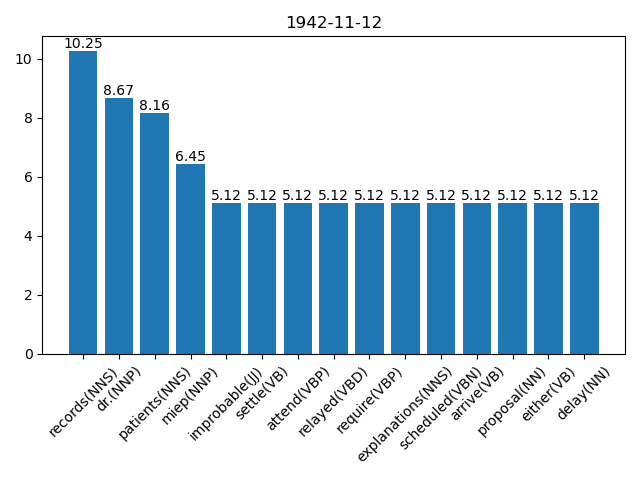 1942-11-12
10.25
8.67
8.16
6.45
5.12 5.12 5.12 5.12 5.12 5.12 5.12 5.12 5.12 5.12 5.12
10
8
6
4
2
0
records(NNS)
dr.(NNP)
patients(NNS)
miep(NNP)
improbable(JJ)
settle(VB)
attend(VBP)
relayed(VBD)
require(VBP)
explanations(NNS)
scheduled(VBN)
arrive(VB)
proposal(NN)
either(VB)
delay(NN)